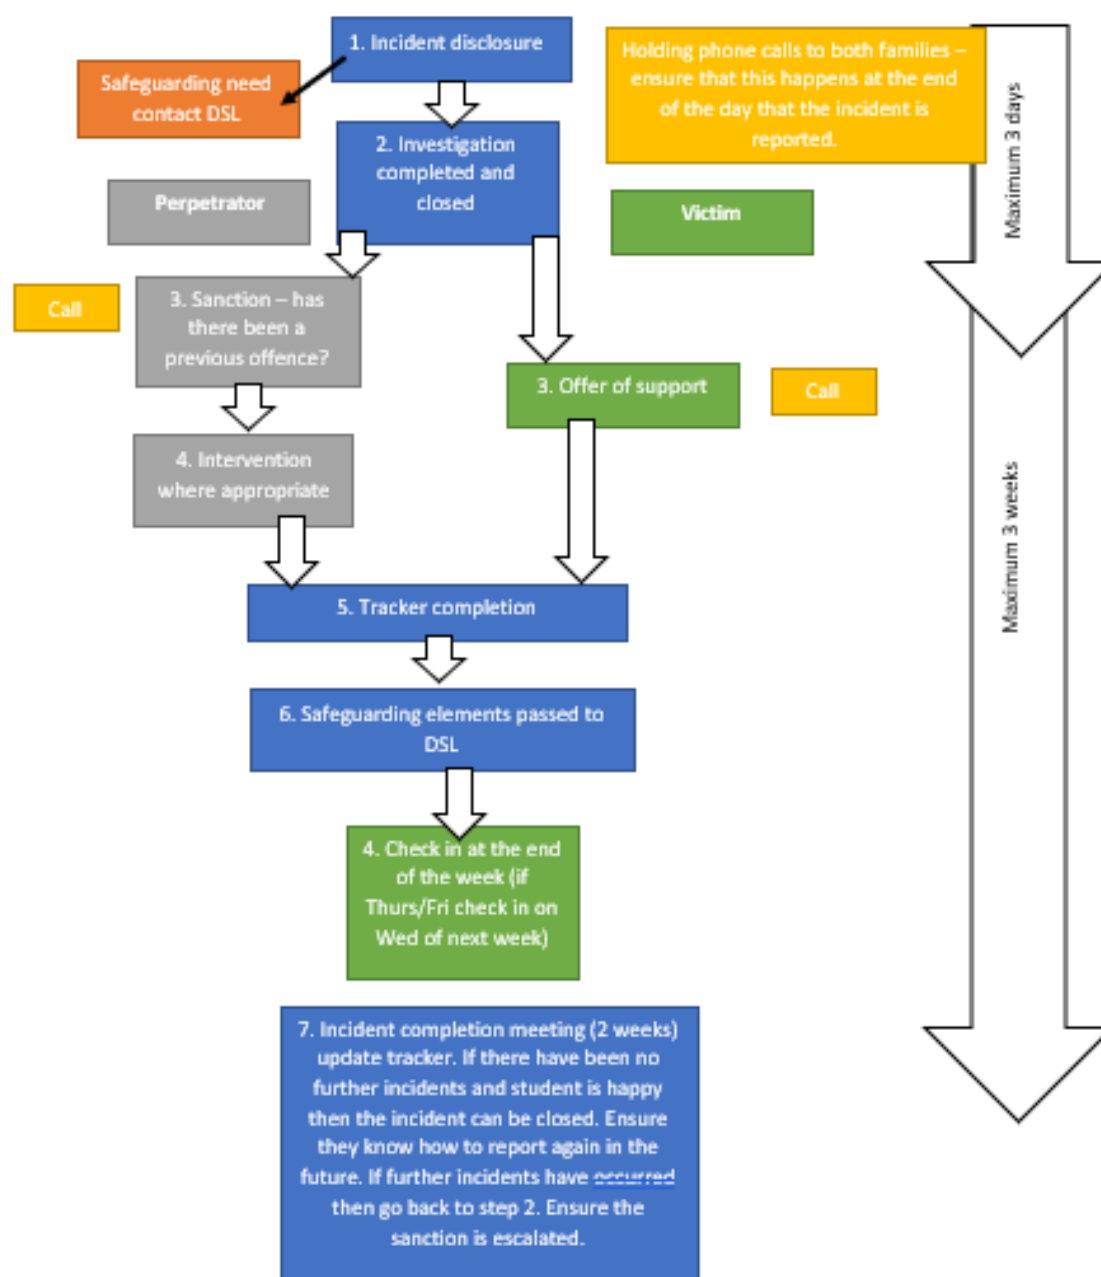 1. Incident disclosure
Safeguarding need
contact DSL
Holding phone calls to both families –
ensure that this happens at the end
of the day that the incident is
reported.
Maximum 3 days
2. Investigation
completed and
closed
Perpetrator
Victim
Call
3. Sanction – has
there been a
previous offence?
3. Offer of support
Call
4. Intervention
where appropriate
Maximum 3 weeks
5. Tracker completion
6. Safeguarding elements passed to
DSL
4. Check in at the end
of the week (if
Thurs/Fri check in on
Wed of next week)
7. Incident completion meeting (2 weeks)
update tracker. If there have been no
further incidents and student is happy
then the incident can be closed. Ensure
they know how to report again in the
future. If further incidents have occurred
then go back to step 2. Ensure the
sanction is escalated.